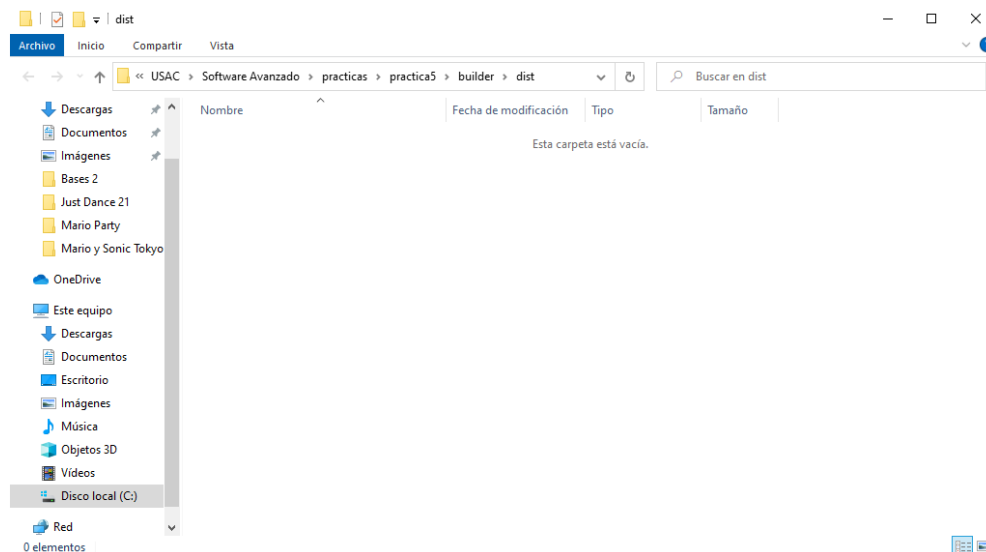 dist
Archivo Inicio Compartir Vista
« USAC › Software Avanzado › practicas › practica5 › builder › dist Buscar en dist
Nombre Fecha de modificación Tipo Tamaño
Esta carpeta está vacía.
Descargas
Documentos
Imágenes
Bases 2
Just Dance 21
Mario Party
Mario y Sonic Tokyo
OneDrive
Este equipo
Descargas
Documentos
Escritorio
Imágenes
Música
Objetos 3D
Vídeos
Disco local (C:)
Red
0 elementos